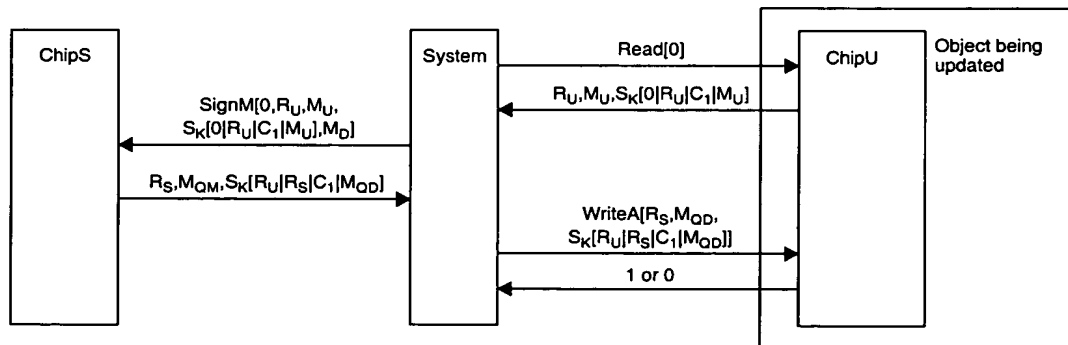 ChipS
System
ChipU
Object being
updated
Read[0]
R_U,M_U,S_K[0|R_U|C_1|M_U]
SignM[0,R_U,M_U,
S_K[0|R_U|C_1|M_U],M_D]
R_S,M_QM,S_K[R_U|R_S|C_1|M_QD]
WriteA[R_S,M_QD,
S_K[R_U|R_S|C_1|M_QD]]
1 or 0